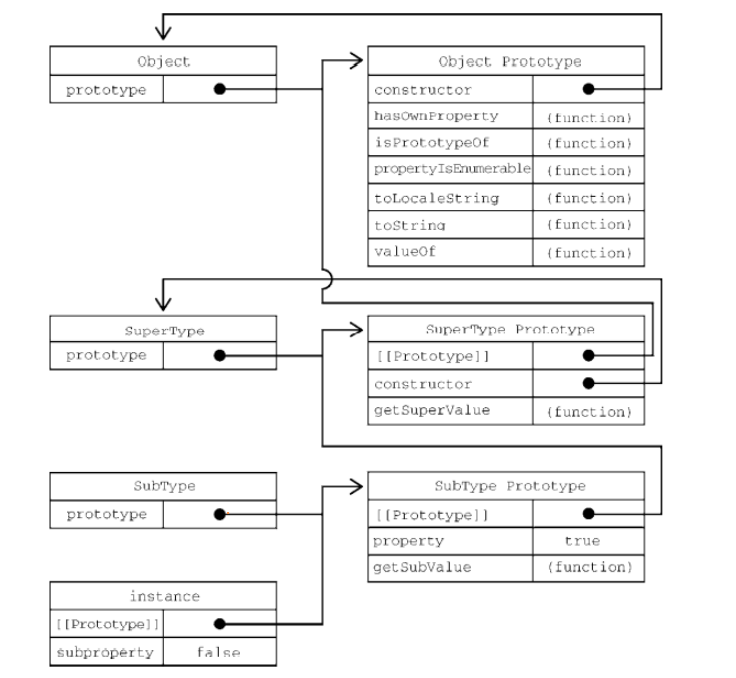 Object
prototype
Object Prototype
constructor
hasOwnProperty (function)
isPrototypeOf (function)
propertyIsEnumerable (function)
toLocaleString (function)
toString (function)
valueOf (function)
SuperType
prototype
SuperType Prototype
[[Prototype]]
constructor
getSuperValue (function)
SubType
prototype
SubType Prototype
[[Prototype]]
property true
getSubValue (function)
instance
[[Prototype]]
subproperty false